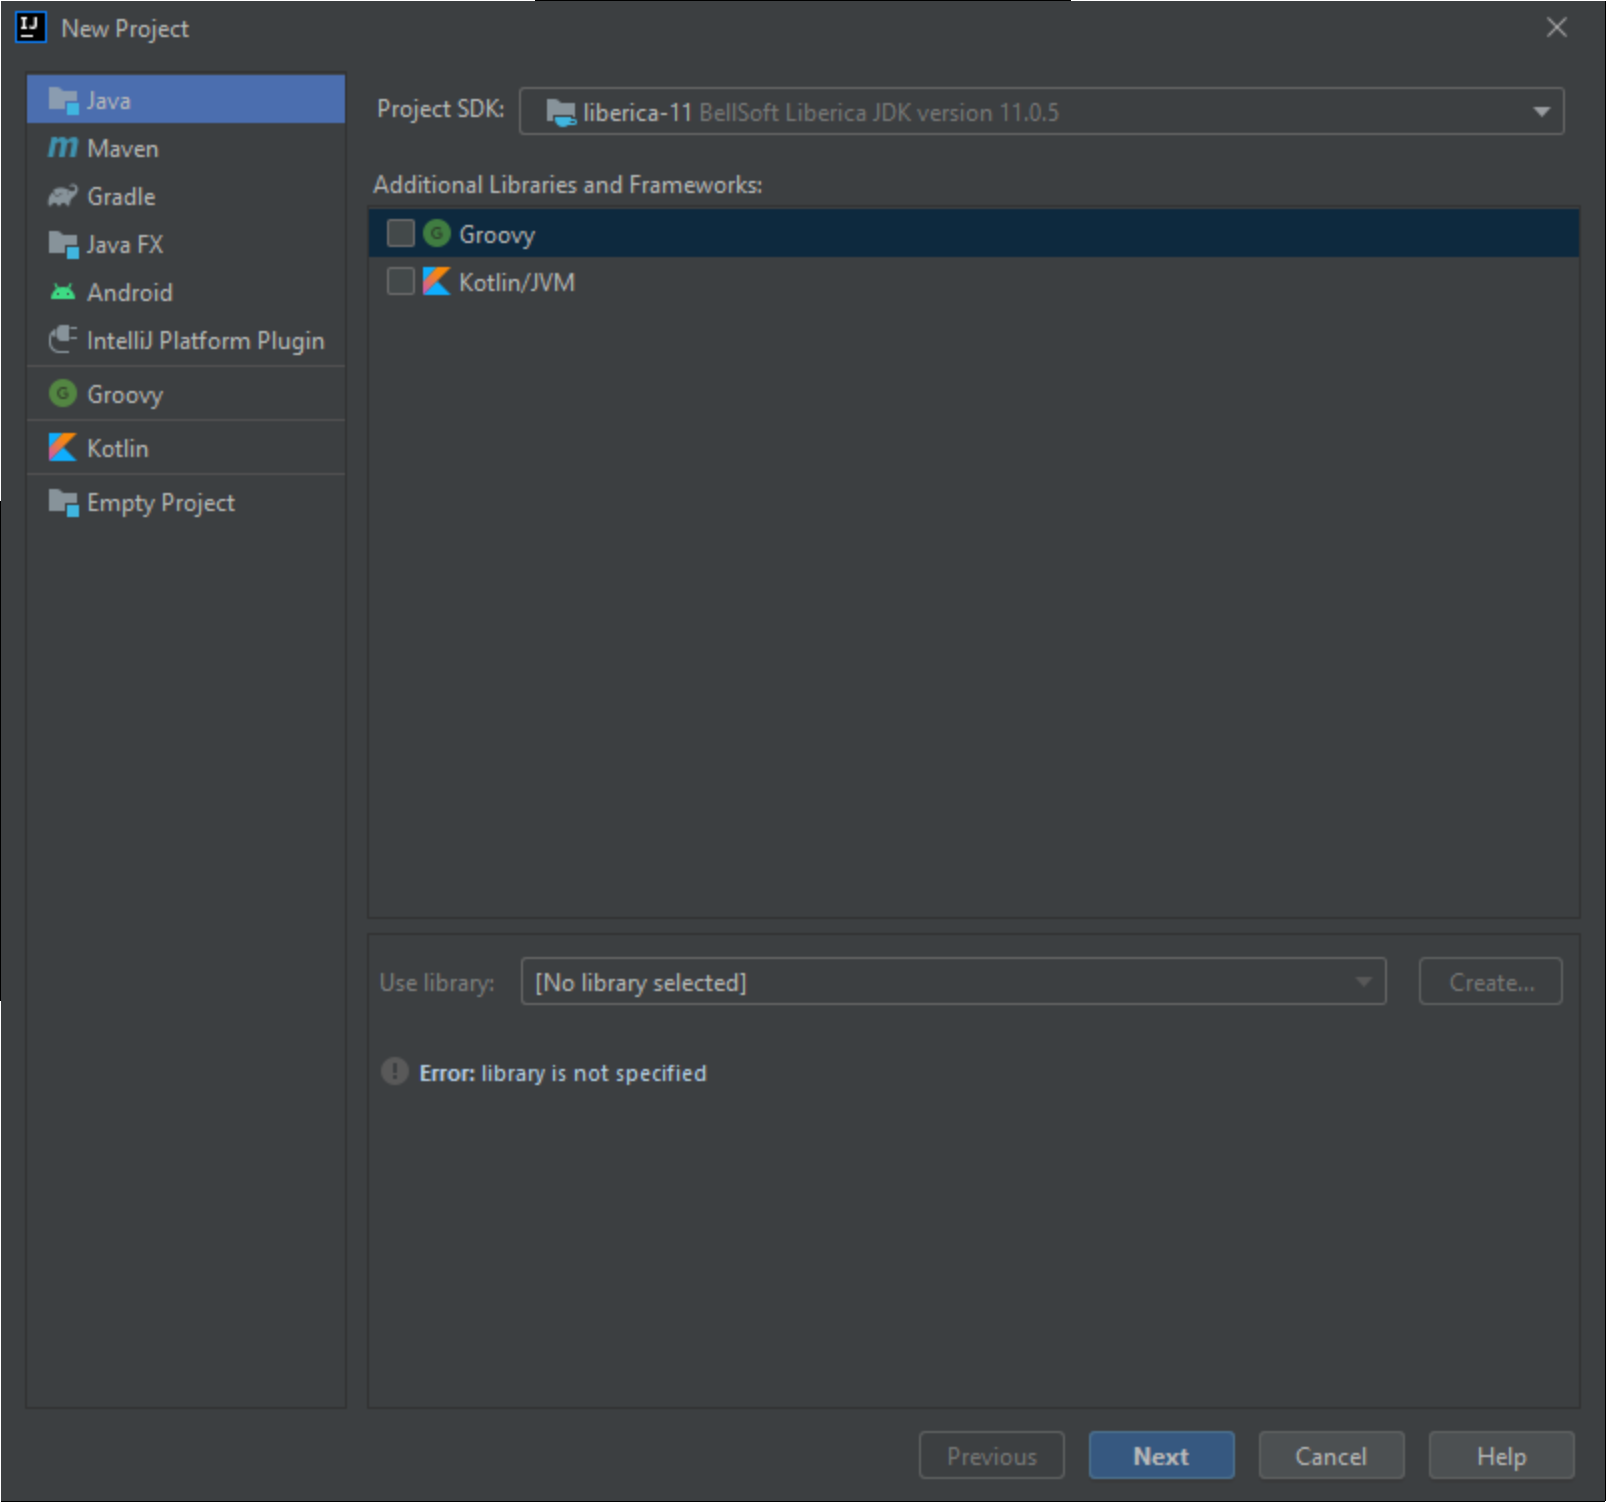 IJ New Project
Java
Maven
Gradle
Java FX
Android
IntelliJ Platform Plugin
Groovy
Kotlin
Empty Project
Project SDK: liberica-11 BellSoft Liberica JDK version 11.0.5
Additional Libraries and Frameworks:
G Groovy
Kotlin/JVM
Use library: [No library selected] Create...
Error: library is not specified
Previous Next Cancel Help